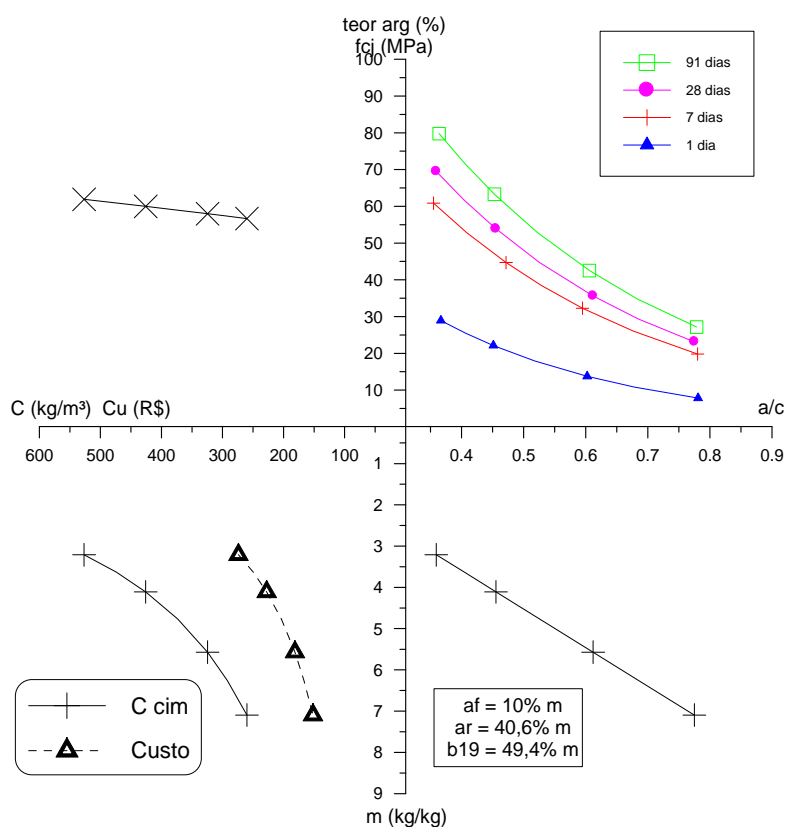 teor arg (%)
fcj (MPa)
100
90
80
70
60
50
40
30
20
10
91 dias
28 dias
7 dias
1 dia
C (kg/m³) Cu (R$)
a/c
600 500 400 300 200 100
0.4 0.5 0.6 0.7 0.8 0.9
1
2
3
4
5
6
7
8
9
C cim
Custo
af = 10% m
ar = 40,6% m
b19 = 49,4% m
m (kg/kg)